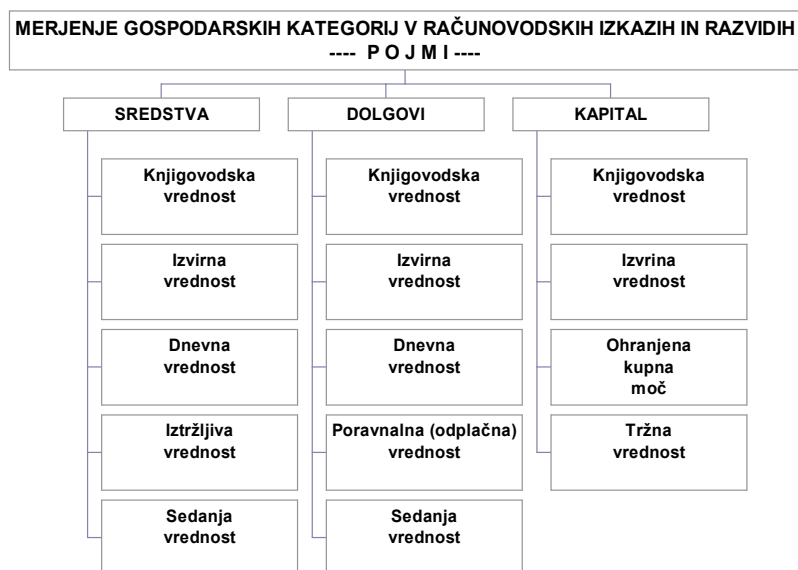 MERJENJE GOSPODARSKIH KATEGORIJ V RAČUNOVODSKIH IZKAZIH IN RAZVIDIH
---- P O J M I ----
SREDSTVA
Knjigovodska
vrednost
Izvirna
vrednost
Dnevna
vrednost
Iztržljiva
vrednost
Sedanja
vrednost
DOLGOVI
Knjigovodska
vrednost
Izvirna
vrednost
Dnevna
vrednost
Poravnalna (odplačna)
vrednost
Sedanja
vrednost
KAPITAL
Knjigovodska
vrednost
Izvrina
vrednost
Ohranjena
kupna
moč
Tržna
vrednost